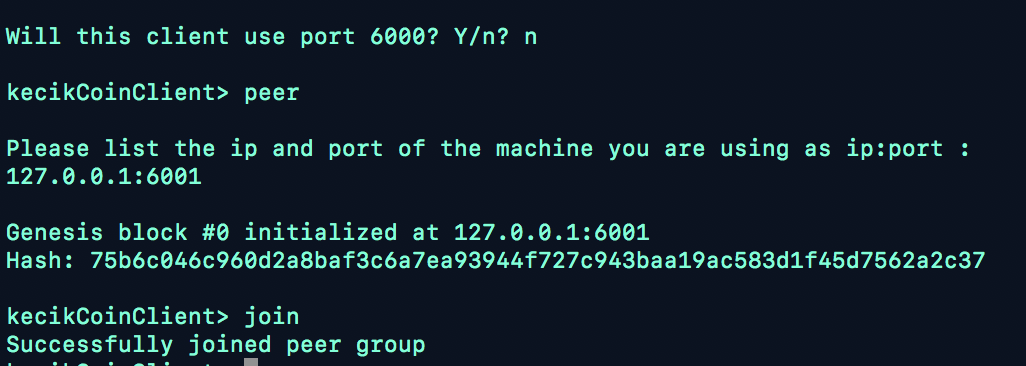 Will this client use port 6000? Y/n? n
kecikCoinClient> peer
Please list the ip and port of the machine you are using as ip:port :
127.0.0.1:6001
Genesis block #0 initialized at 127.0.0.1:6001
Hash: 75b6c046c960d2a8baf3c6a7ea93944f727c943baa19ac583d1f45d7562a2c37
kecikCoinClient> join
Successfully joined peer group
kecikCoinClient>